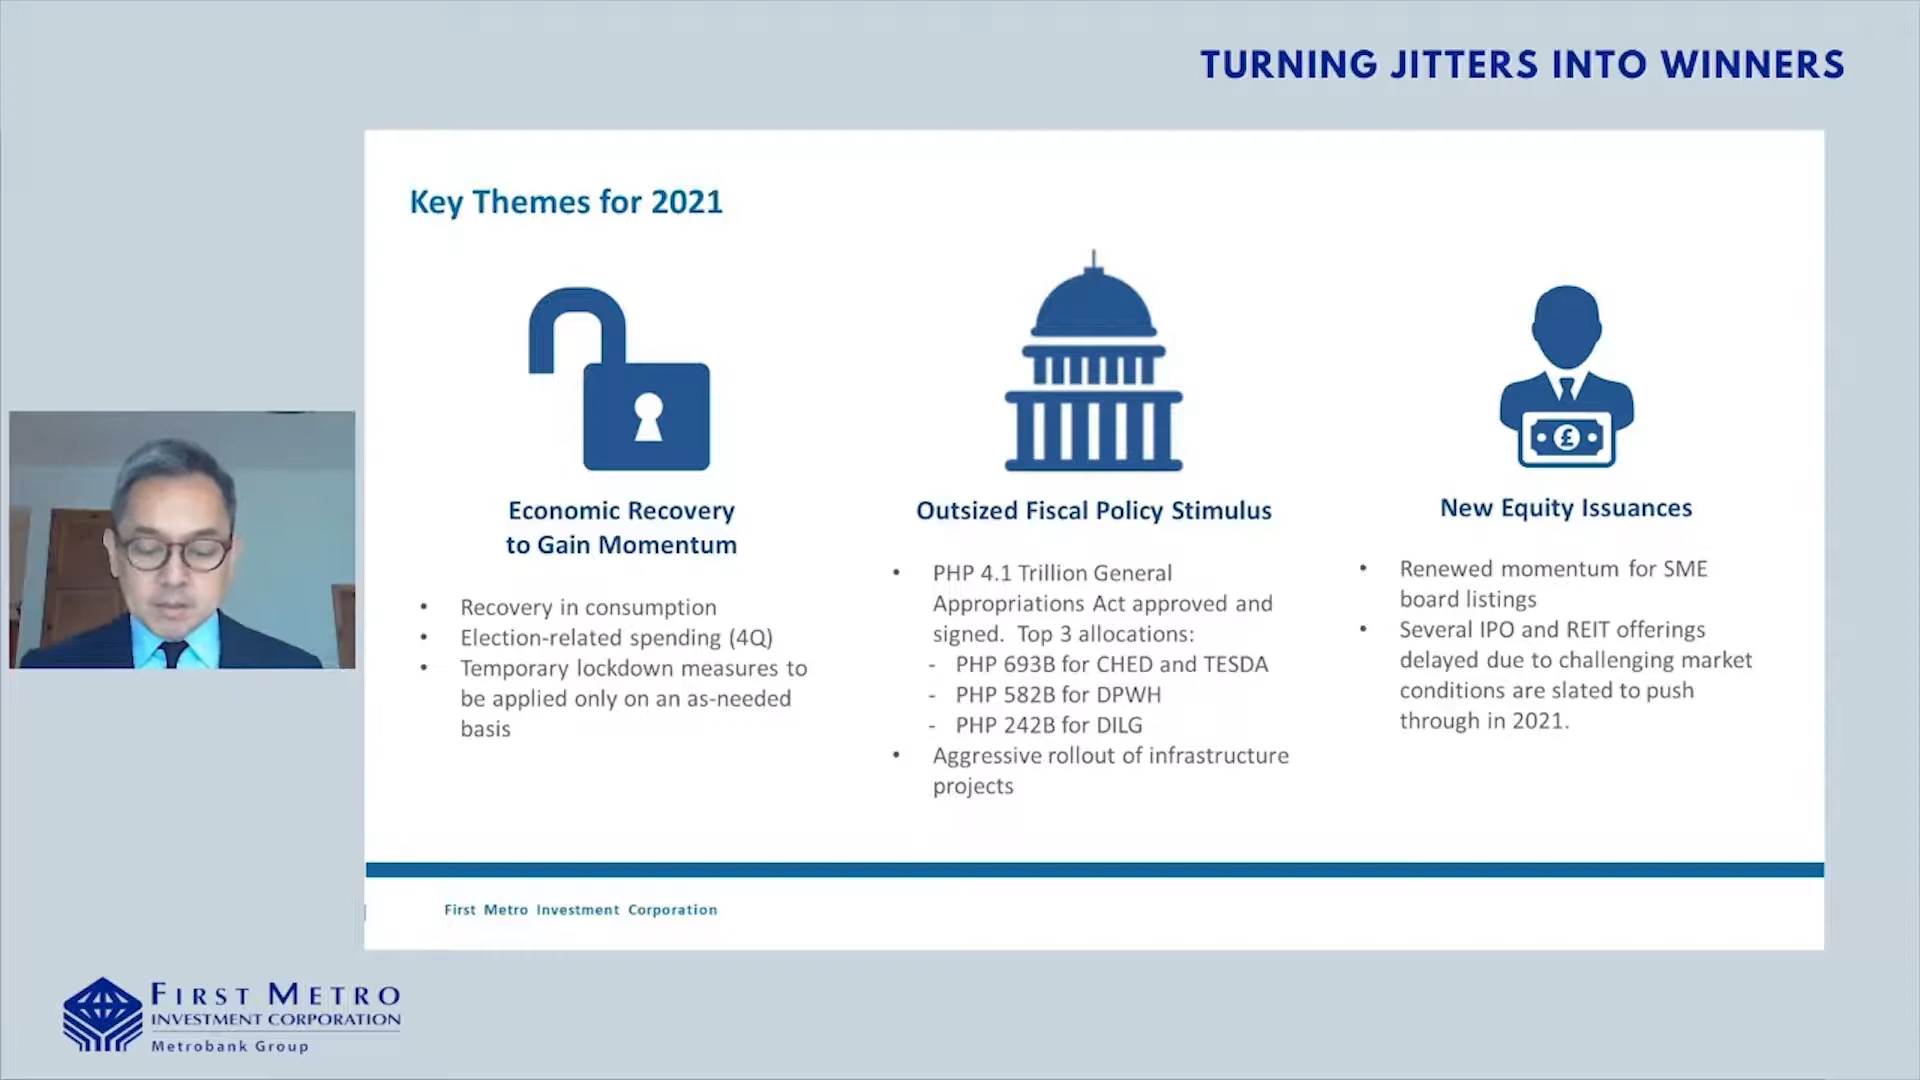 TURNING JITTERS INTO WINNERS
Key Themes for 2021
Economic Recovery
to Gain Momentum
• Recovery in consumption
• Election-related spending (4Q)
• Temporary lockdown measures to
be applied only on an as-needed
basis
Outsized Fiscal Policy Stimulus
• PHP 4.1 Trillion General
Appropriations Act approved and
signed. Top 3 allocations:
- PHP 693B for CHED and TESDA
- PHP 582B for DPWH
- PHP 242B for DILG
• Aggressive rollout of infrastructure
projects
£
New Equity Issuances
• Renewed momentum for SME
board listings
• Several IPO and REIT offerings
delayed due to challenging market
conditions are slated to push
through in 2021.
First Metro Investment Corporation
FIRST METRO
INVESTMENT CORPORATION
Metrobank Group